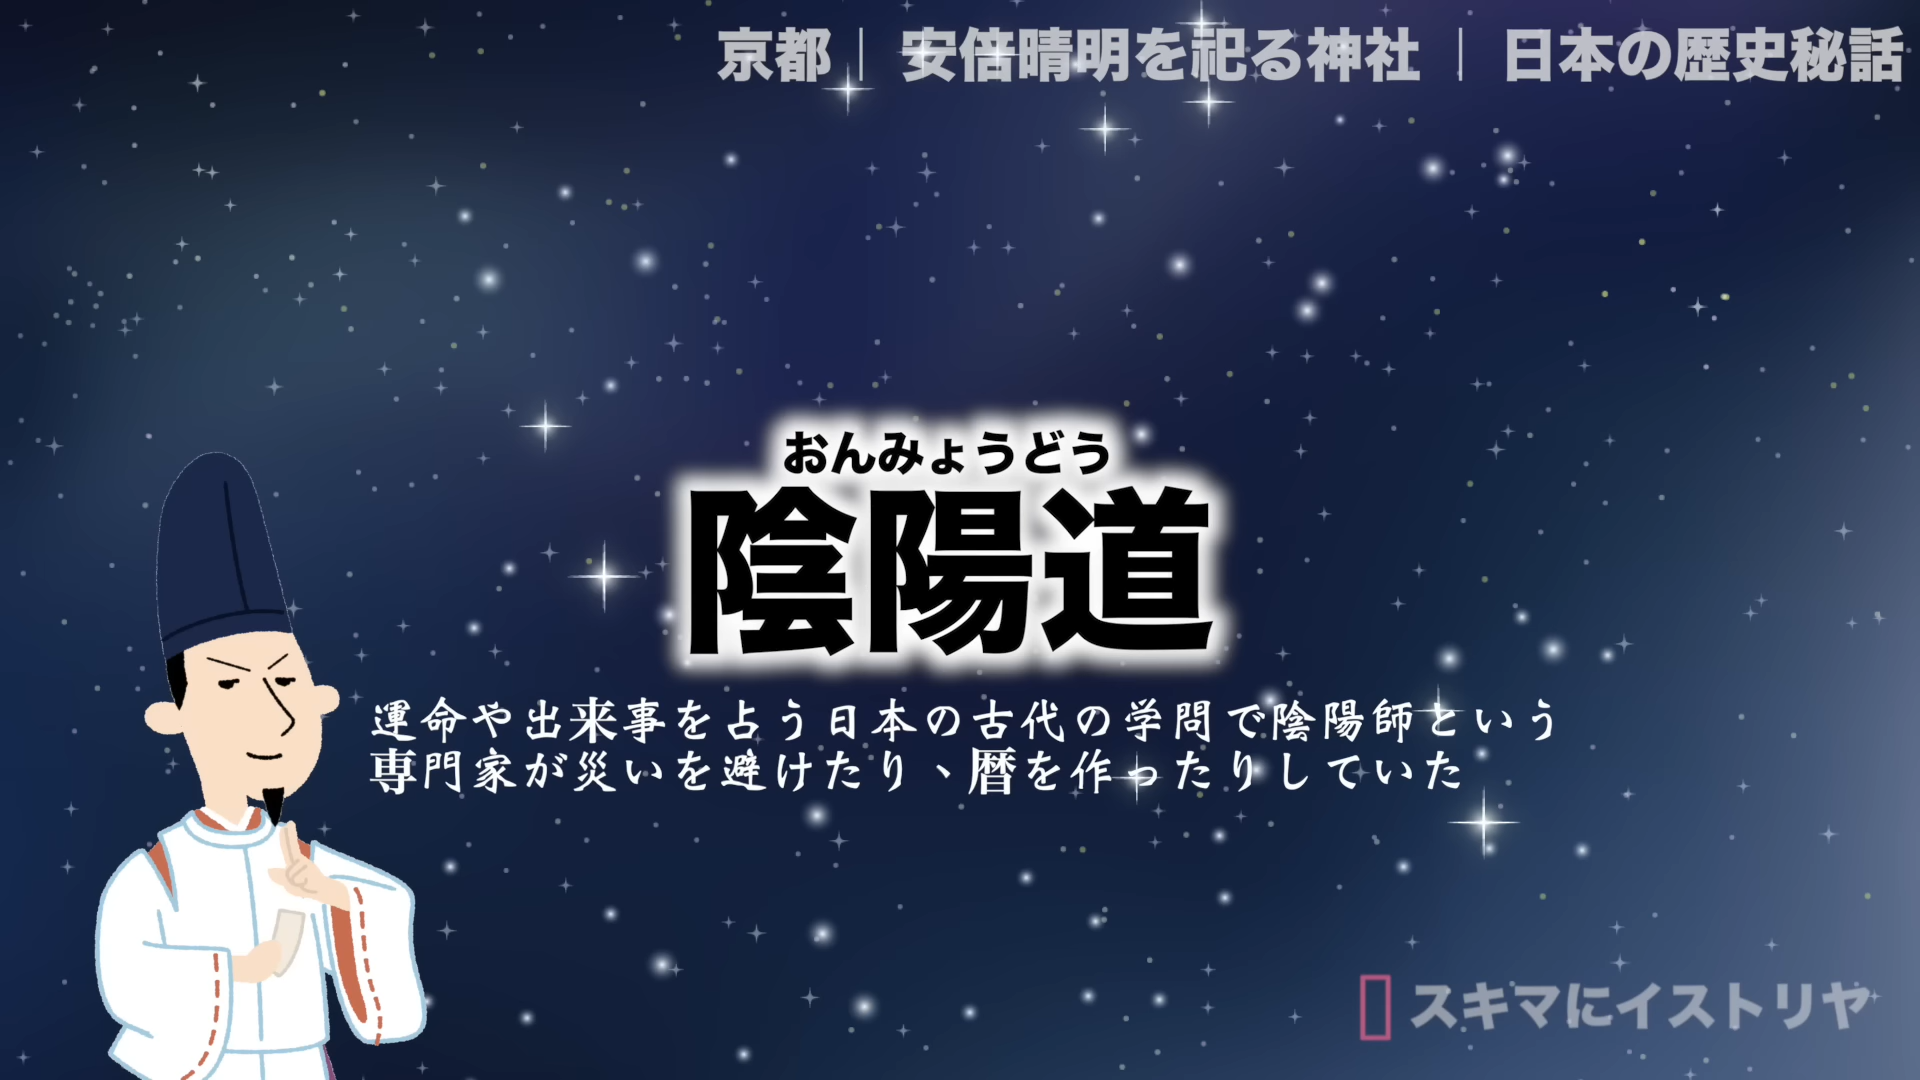 京都｜安倍晴明を祀る神社｜日本の歴史秘話
おんみょうどう
陰陽道
運命や出来事を占う日本の古代の学問で陰陽師という
専門家が災いを避けたり、暦を作ったりしていた
スキマにイストリヤ